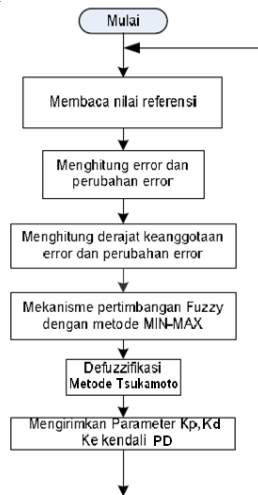 Mulai
Membaca nilai referensi
Menghitung error dan
perubahan error
Menghitung derajat keanggotaan
error dan perubahan error
Mekanisme pertimbangan Fuzzy
dengan metode MIN-MAX
Defuzzifikasi
Metode Tsukamoto
Mengirimkan Parameter Kp,Kd
Ke kendali PD